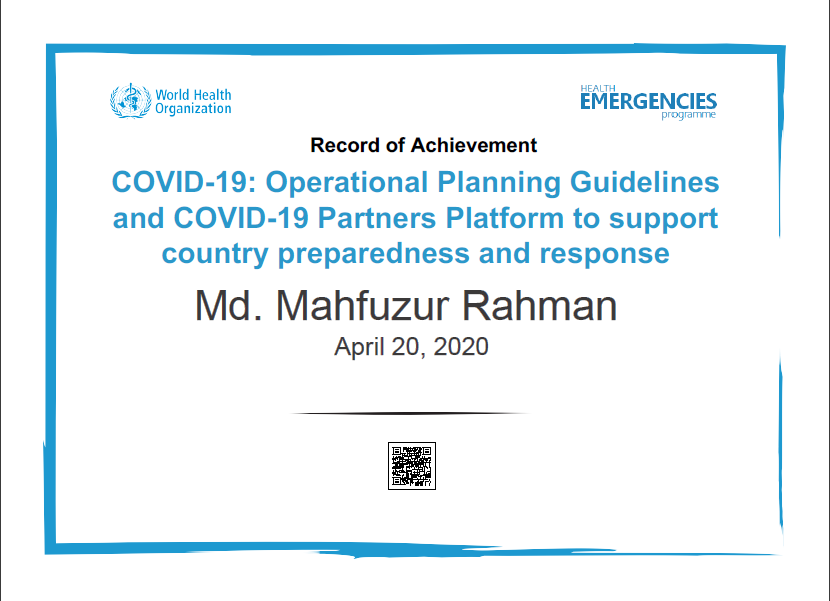 World Health
Organization
HEALTH
EMERGENCIES
programme
Record of Achievement
COVID-19: Operational Planning Guidelines
and COVID-19 Partners Platform to support
country preparedness and response
Md. Mahfuzur Rahman
April 20, 2020